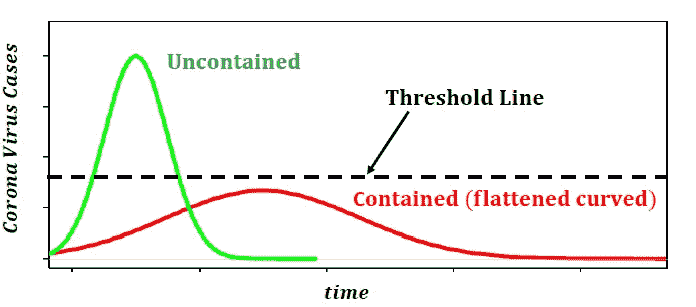 Uncontained
Threshold Line
Contained (flattened curved)
Corona Virus Cases
time